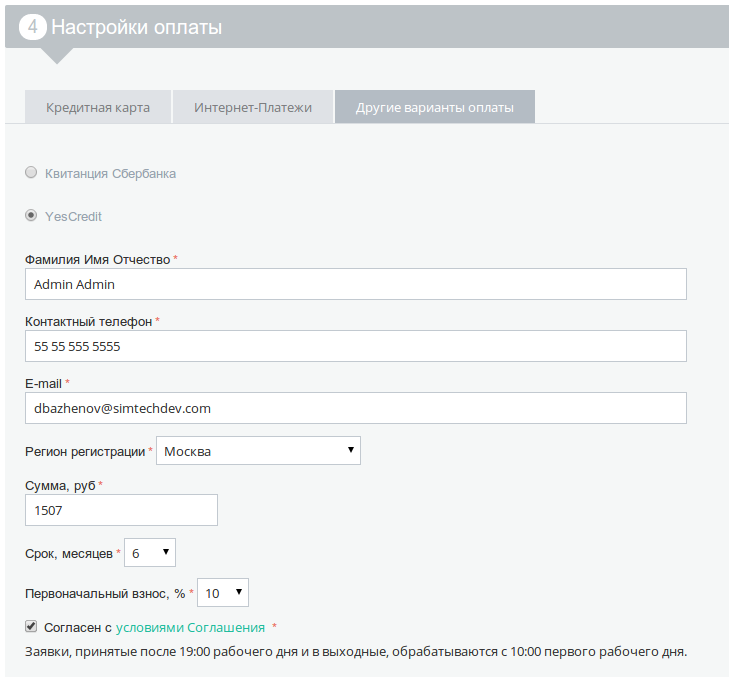 4 Настройки оплаты
Кредитная карта Интернет-Платежи Другие варианты оплаты
Квитанция Сбербанка
YesCredit
Фамилия Имя Отчество *
Admin Admin
Контактный телефон *
55 55 555 5555
E-mail *
dbazhenov@simtechdev.com
Регион регистрации * Москва
Сумма, руб *
1507
Срок, месяцев * 6
Первоначальный взнос, % * 10
Согласен с условиями Соглашения *
Заявки, принятые после 19:00 рабочего дня и в выходные, обрабатываются с 10:00 первого рабочего дня.